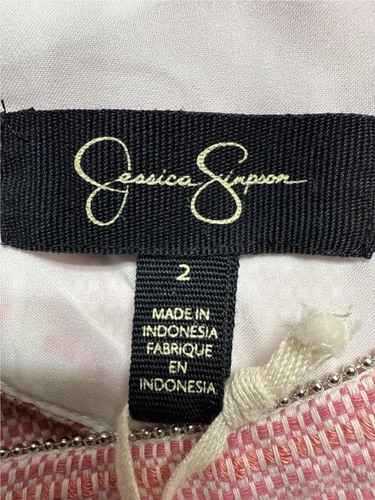 Jessica Simpson
2
MADE IN
INDONESIA
FABRIQUE
EN
INDONESIA